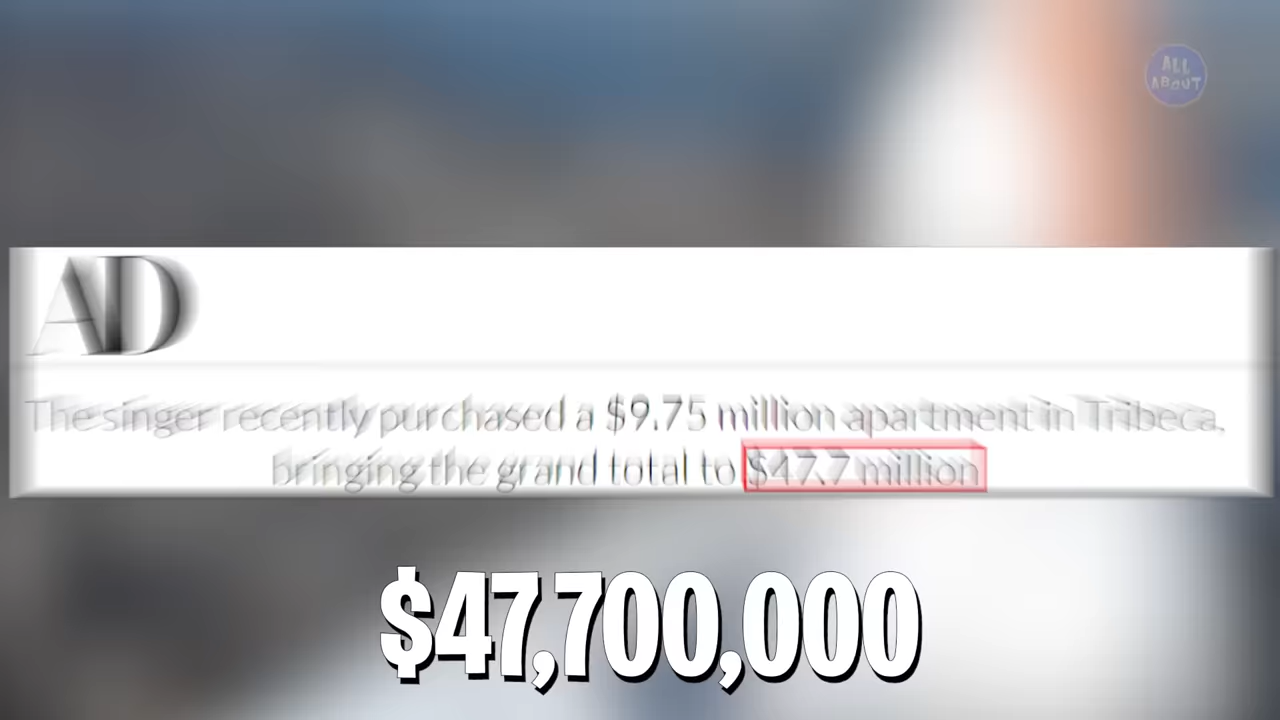 ALL
ABOUT
AD
The singer recently purchased a $9.75 million apartment in Tribeca,
bringing the grand total to $47.7 million
$47,700,000